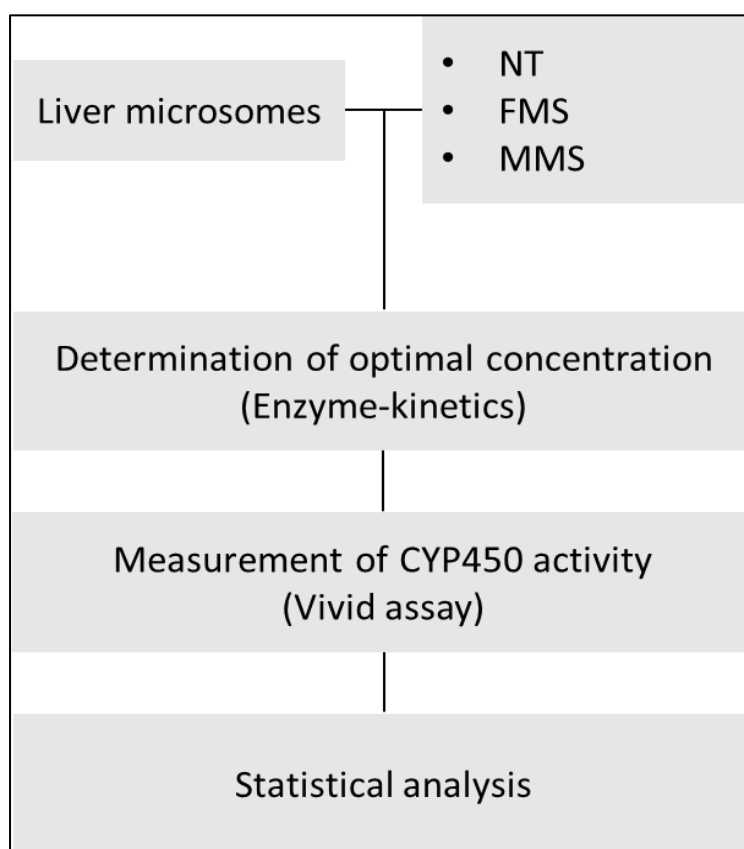 Liver microsomes
• NT
• FMS
• MMS
Determination of optimal concentration
(Enzyme-kinetics)
Measurement of CYP450 activity
(Vivid assay)
Statistical analysis